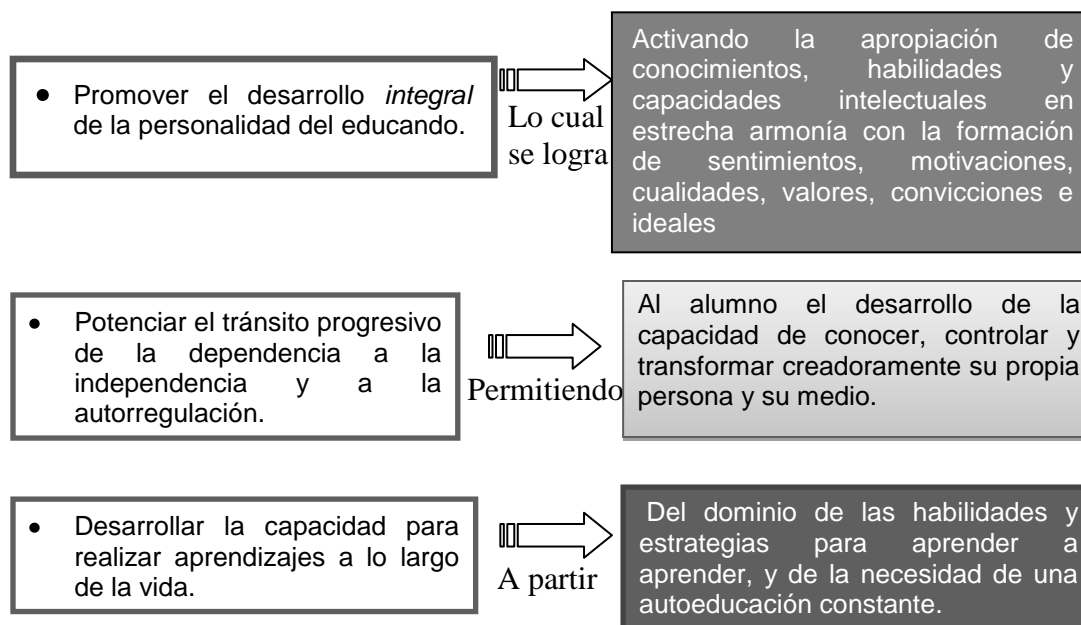 • Promover el desarrollo integral
de la personalidad del educando.
Lo cual
se logra
Activando la apropiación de
conocimientos, habilidades y
capacidades intelectuales en
estrecha armonía con la formación
de sentimientos, motivaciones,
cualidades, valores, convicciones e
ideales
• Potenciar el tránsito progresivo
de la dependencia a la
independencia y a la
autorregulación.
Permitiendo
Al alumno el desarrollo de la
capacidad de conocer, controlar y
transformar creadoramente su propia
persona y su medio.
• Desarrollar la capacidad para
realizar aprendizajes a lo largo
de la vida.
A partir
Del dominio de las habilidades y
estrategias para aprender a
aprender, y de la necesidad de una
autoeducación constante.